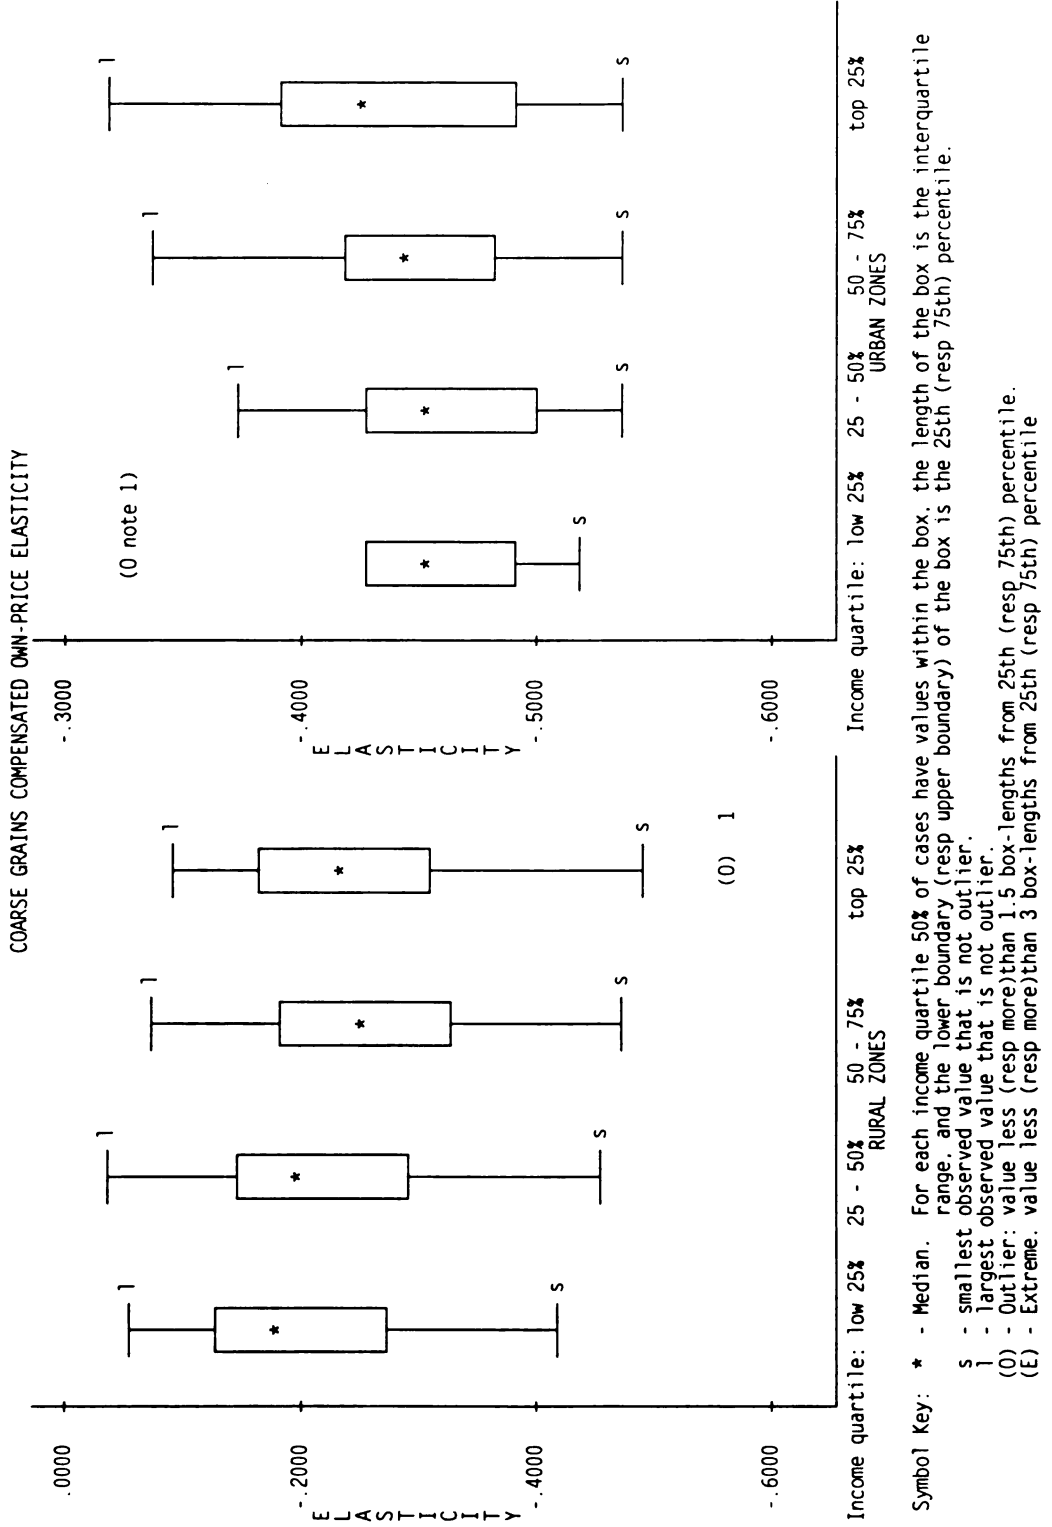 COARSE GRAINS COMPENSATED OWN-PRICE ELASTICITY
.0000
-.2000
-.4000
-.6000
ELASTICITY
l
s
l
s
l
s
l
s
(O) 1
Income quartile: low 25% 25 - 50% 50 - 75% top 25%
RURAL ZONES
-.3000
-.4000
-.5000
-.6000
ELASTICITY
(O note 1)
s
l
s
l
s
l
s
Income quartile: low 25% 25 - 50% 50 - 75% top 25%
URBAN ZONES
Symbol Key: * - Median. For each income quartile 50% of cases have values within the box, the length of the box is the interquartile
range, and the lower boundary (resp upper boundary) of the box is the 25th (resp 75th) percentile.
s - smallest observed value that is not outlier.
l - largest observed value that is not outlier.
(O) - Outlier: value less (resp more)than 1.5 box-lengths from 25th (resp 75th) percentile.
(E) - Extreme. value less (resp more)than 3 box-lengths from 25th (resp 75th) percentile